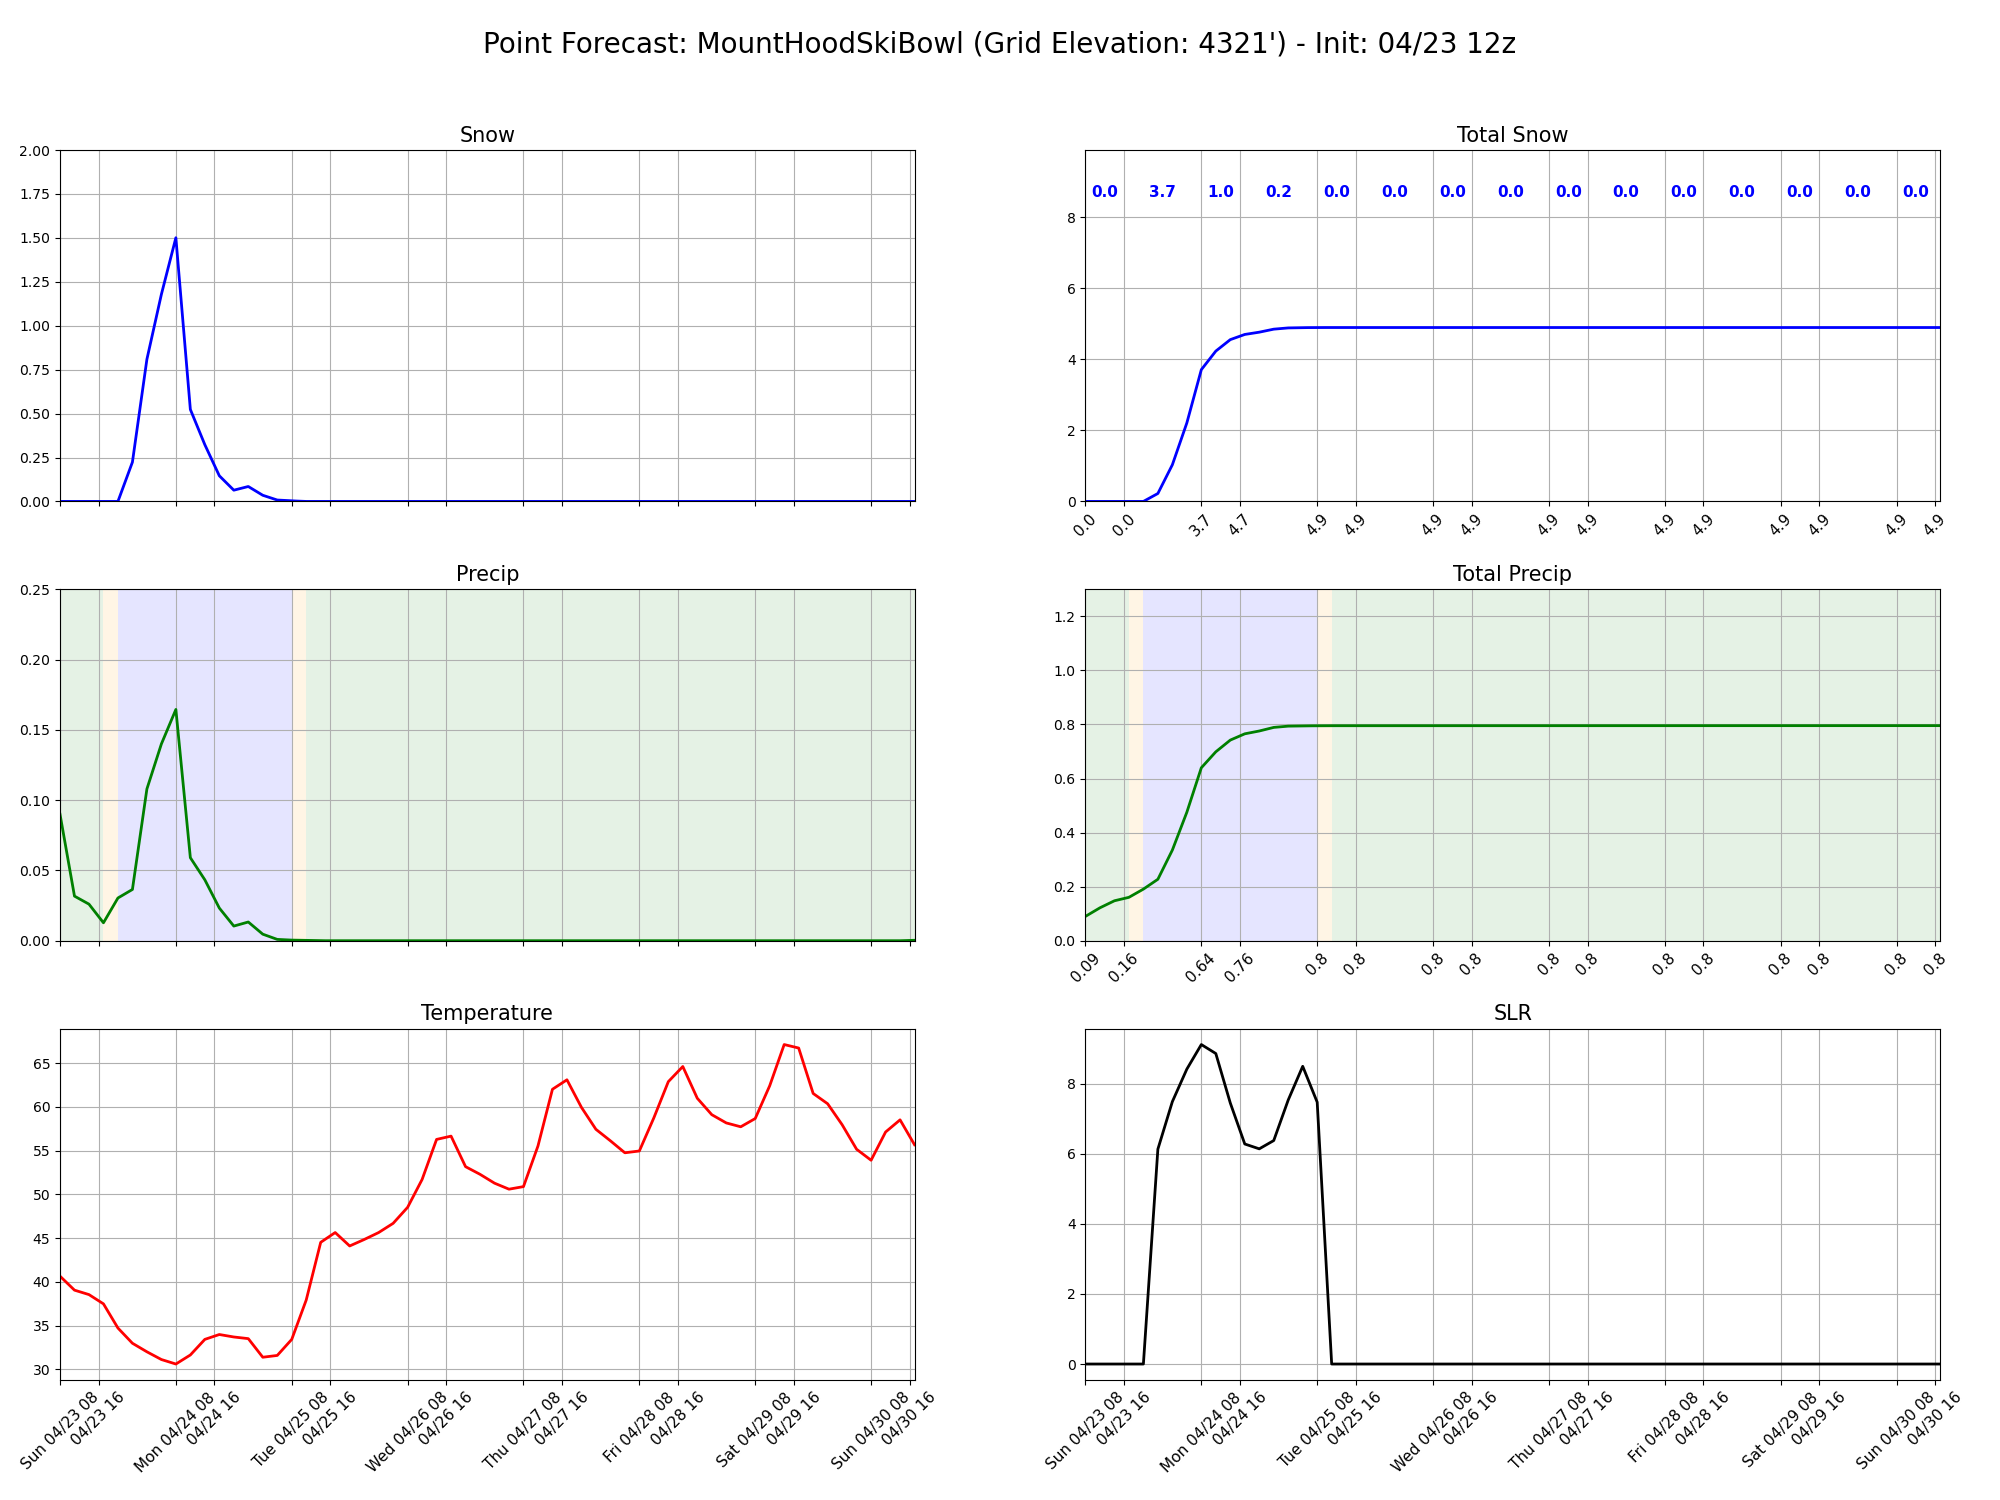 Point Forecast: MountHoodSkiBowl (Grid Elevation: 4321') - Init: 04/23 12z
Snow
2.00
1.75
1.50
1.25
1.00
0.75
0.50
0.25
0.00
Total Snow
0.0 3.7 1.0 0.2 0.0 0.0 0.0 0.0 0.0 0.0 0.0 0.0 0.0 0.0 0.0
8
6
4
2
0
0.0 0.0 3.7 4.7 4.9 4.9 4.9 4.9 4.9 4.9 4.9 4.9 4.9 4.9 4.9 4.9
Precip
0.25
0.20
0.15
0.10
0.05
0.00
Total Precip
1.2
1.0
0.8
0.6
0.4
0.2
0.0
0.09 0.16 0.64 0.76 0.8 0.8 0.8 0.8 0.8 0.8 0.8 0.8 0.8 0.8 0.8 0.8
Temperature
65
60
55
50
45
40
35
30
Sun 04/23 08
04/23 16
Mon 04/24 08
04/24 16
Tue 04/25 08
04/25 16
Wed 04/26 08
04/26 16
Thu 04/27 08
04/27 16
Fri 04/28 08
04/28 16
Sat 04/29 08
04/29 16
Sun 04/30 08
04/30 16
SLR
8
6
4
2
0
Sun 04/23 08
04/23 16
Mon 04/24 08
04/24 16
Tue 04/25 08
04/25 16
Wed 04/26 08
04/26 16
Thu 04/27 08
04/27 16
Fri 04/28 08
04/28 16
Sat 04/29 08
04/29 16
Sun 04/30 08
04/30 16